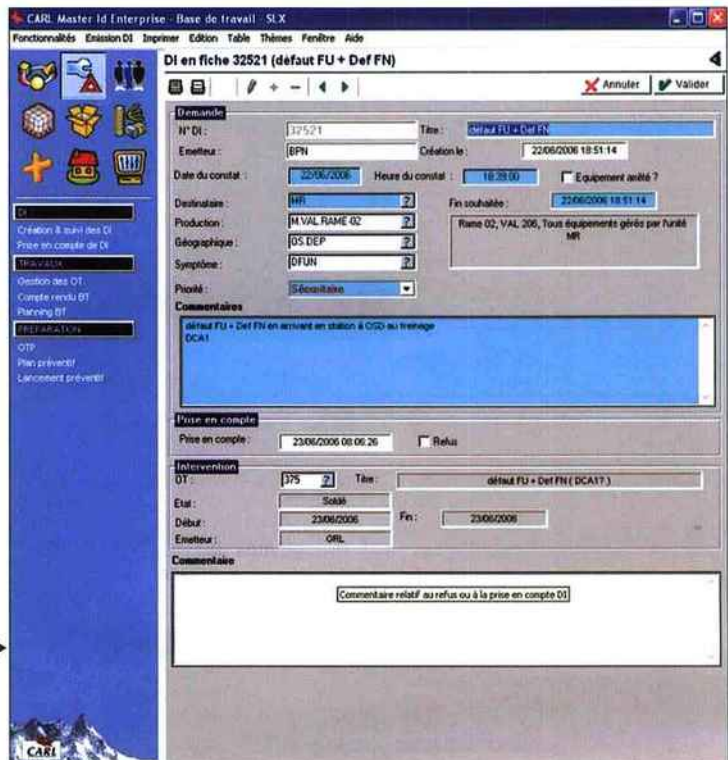 CARL Master Id Enterprise - Base de travail - SLX
Fonctionnalités Emission DI Imprimer Edition Table Thèmes Fenêtre Aide
DI en fiche 32521 (défaut FU + Def FN)
Annuler Valider
Demande
N° DI : 32521 Titre : défaut FU + Def FN
Emetteur : BPN Création le : 22/06/2006 18:51:14
Date du constat : 22/06/2006 Heure du constat : 18:39:00 Equipement arrêté ?
Destinataire : MR Fin souhaitée : 22/06/2006 18:51:14
Production : M.VAL RAME 02
Rame 02, VAL 206, Tous équipements gérés par l'unité
MR
Géographique : OS.DEP
Symptôme : DFUN
Priorité : Sécuritaire
Commentaires
défaut FU + Def FN en arrivant en station à OSD au freinage
DCA1
Prise en compte
Prise en compte : 23/06/2006 08:06:26 Refus
Intervention
OT : 375 Titre : défaut FU + Def FN ( DCA1? )
Etat : Soldé
Début : 23/06/2006 Fin : 23/06/2006
Emetteur : GRL
Commentaire
Commentaire relatif au refus ou à la prise en compte DI
DI
Création & suivi des DI
Prise en compte de DI
TRAVAUX
Gestion des OT
Compte rendu BT
Planning BT
PREPARATION
OTP
Plan préventif
Lancement préventif
CARL